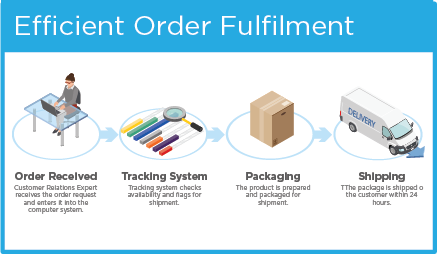 Efficient Order Fulfilment
DELIVERY
Order Received
Customer Relations Expert
receives the order request
and enters it into the
computer system.
Tracking System
Tracking system checks
availability and flags for
shipment.
Packaging
The product is prepared
and packaged for
shipment.
Shipping
TThe package is shipped o
the customer within 24
hours.